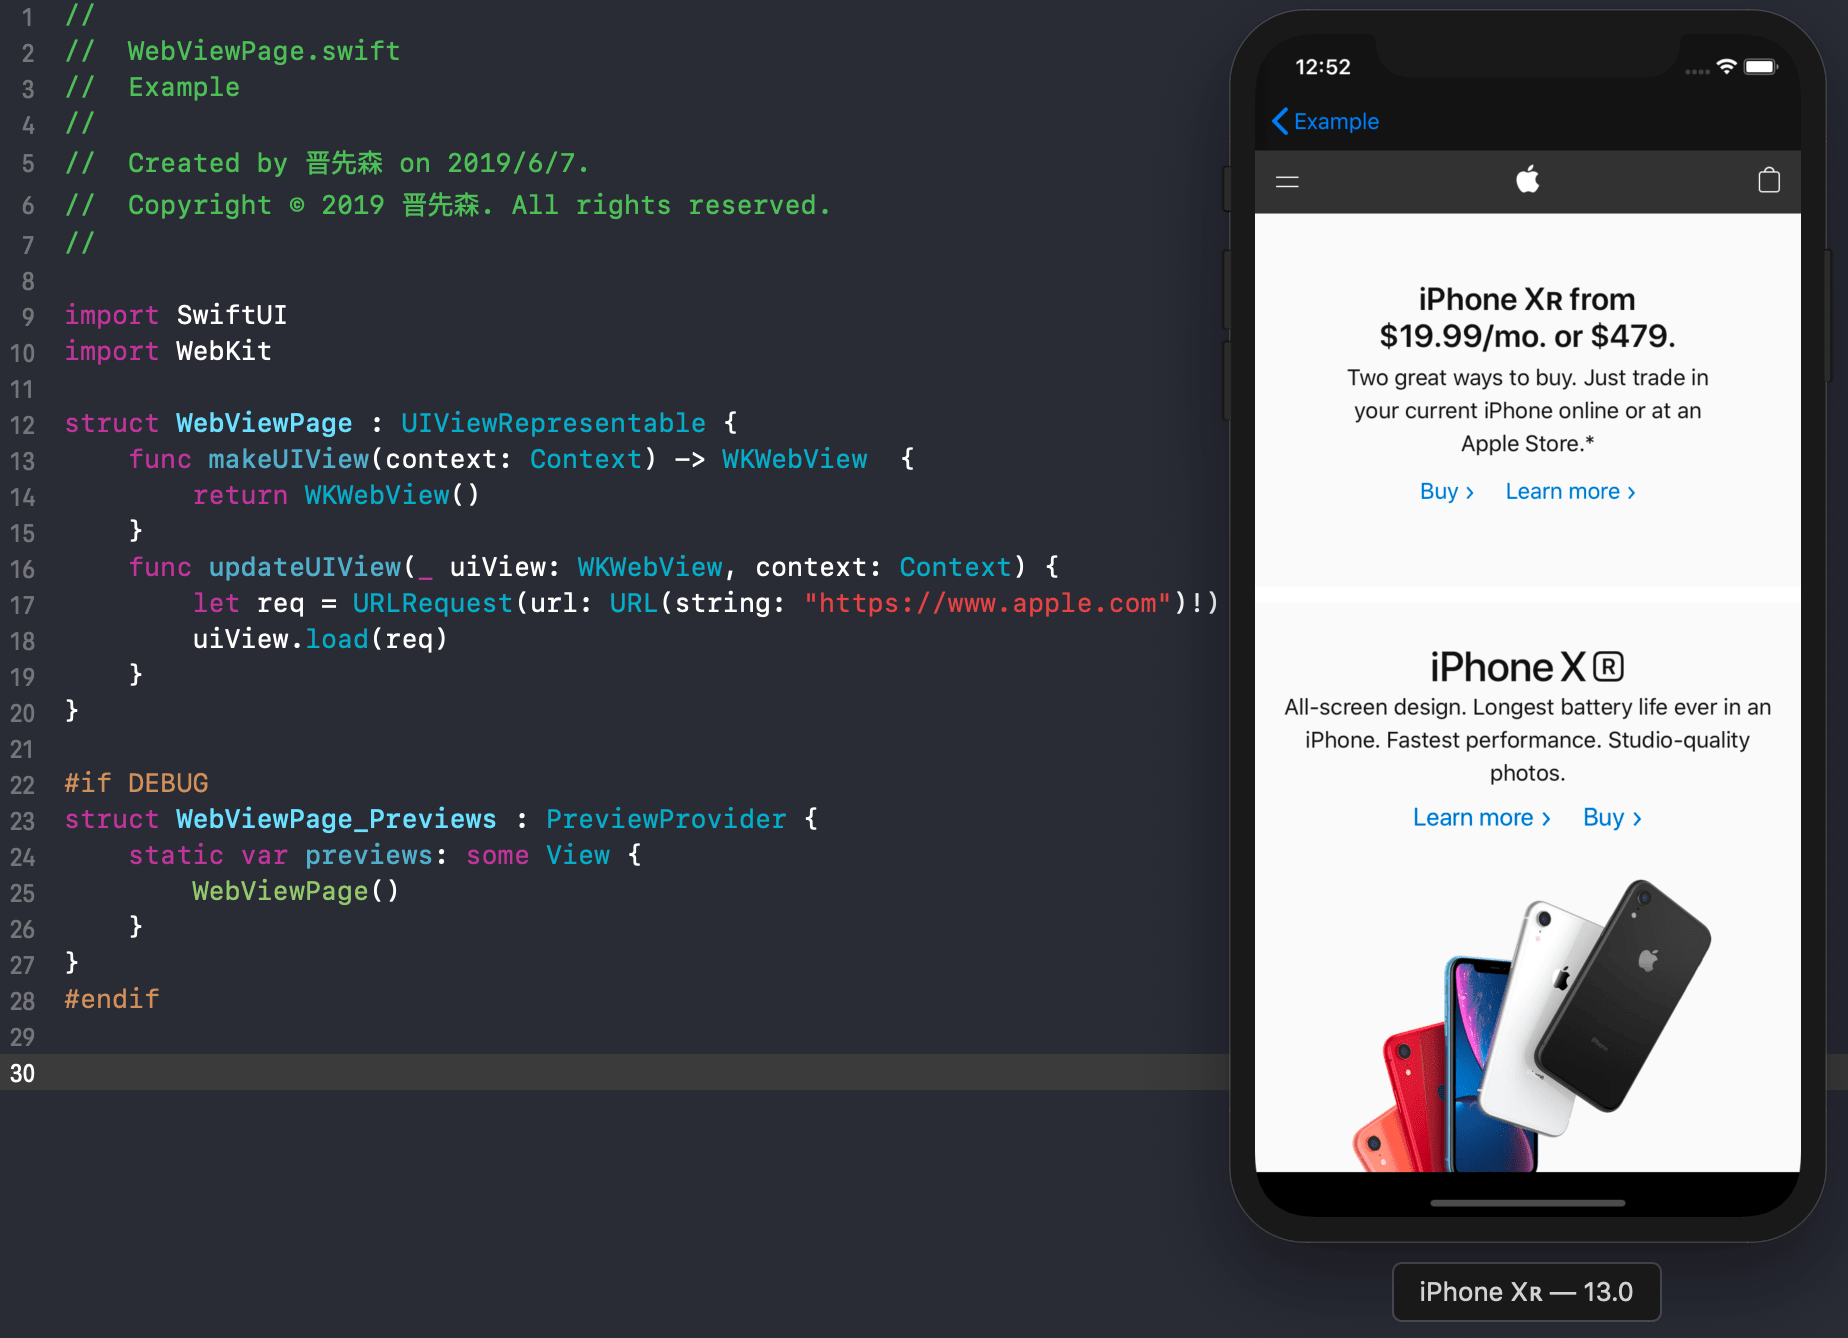 1 //
2 //  WebViewPage.swift
3 //  Example
4 //
5 //  Created by 晋先森 on 2019/6/7.
6 //  Copyright © 2019 晋先森. All rights reserved.
7 //
8
9 import SwiftUI
10 import WebKit
11
12 struct WebViewPage : UIViewRepresentable {
13     func makeUIView(context: Context) -> WKWebView  {
14         return WKWebView()
15     }
16     func updateUIView(_ uiView: WKWebView, context: Context) {
17         let req = URLRequest(url: URL(string: "https://www.apple.com")!)
18         uiView.load(req)
19     }
20 }
21
22 #if DEBUG
23 struct WebViewPage_Previews : PreviewProvider {
24     static var previews: some View {
25         WebViewPage()
26     }
27 }
28 #endif
29
30
12:52
Example
iPhone XR from
$19.99/mo. or $479.
Two great ways to buy. Just trade in
your current iPhone online or at an
Apple Store.*
Buy › Learn more ›
iPhone XR
All-screen design. Longest battery life ever in an
iPhone. Fastest performance. Studio-quality
photos.
Learn more › Buy ›
iPhone
iPhone XR — 13.0